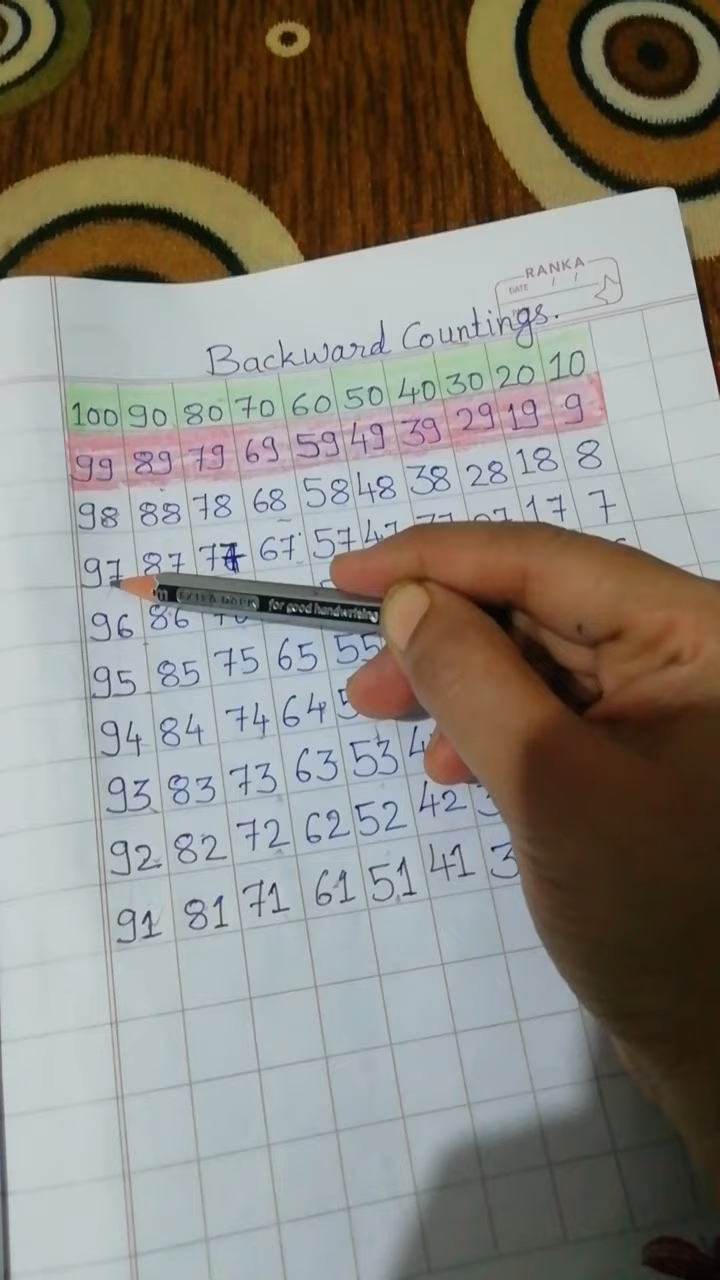 RANKA
DATE / /
Backward Countings.
100 90 80 70 60 50 40 30 20 10
99 89 79 69 59 49 39 29 19 9
98 88 78 68 58 48 38 28 18 8
97 87 77 67 57 47 17 7
EXTRA DARK for good handwriting
96 86
95 85 75 65 55
94 84 74 64
93 83 73 63 53
92 82 72 62 52 42
91 81 71 61 51 41